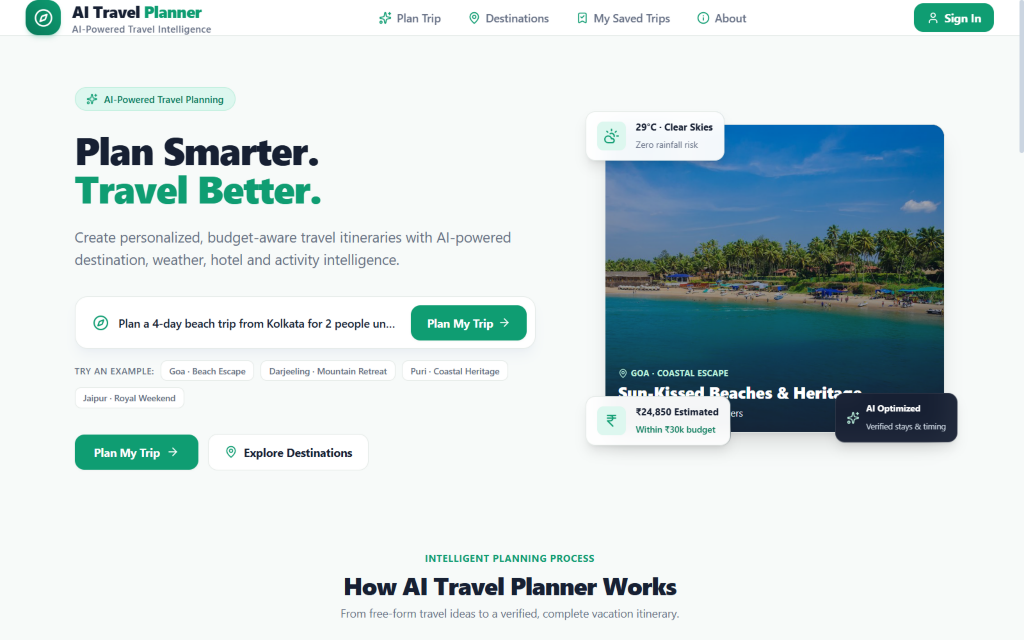 AI Travel Planner
AI-Powered Travel Intelligence
Plan Trip
Destinations
My Saved Trips
About
Sign In
AI-Powered Travel Planning
Plan Smarter.
Travel Better.
Create personalized, budget-aware travel itineraries with AI-powered
destination, weather, hotel and activity intelligence.
Plan a 4-day beach trip from Kolkata for 2 people un...
Plan My Trip →
TRY AN EXAMPLE:
Goa · Beach Escape
Darjeeling · Mountain Retreat
Puri · Coastal Heritage
Jaipur · Royal Weekend
Plan My Trip →
Explore Destinations
29°C · Clear Skies
Zero rainfall risk
GOA · COASTAL ESCAPE
Sun-Kissed Beaches & Heritage
₹24,850 Estimated
Within ₹30k budget
AI Optimized
Verified stays & timing
INTELLIGENT PLANNING PROCESS
How AI Travel Planner Works
From free-form travel ideas to a verified, complete vacation itinerary.